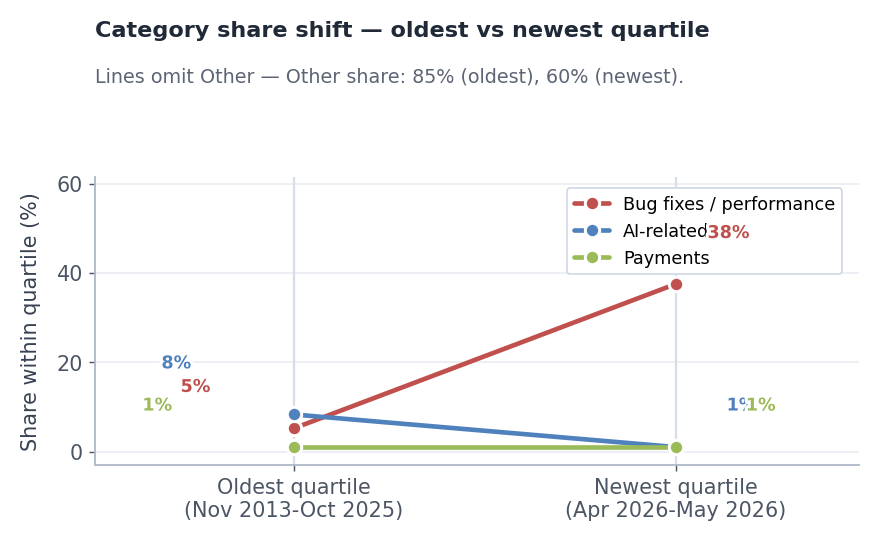 Category share shift — oldest vs newest quartile
Lines omit Other — Other share: 85% (oldest), 60% (newest).
Share within quartile (%)
60
40
20
0
Bug fixes / performance
AI-related
38%
Payments
8%
5%
1%
1%
1%
Oldest quartile
(Nov 2013-Oct 2025)
Newest quartile
(Apr 2026-May 2026)